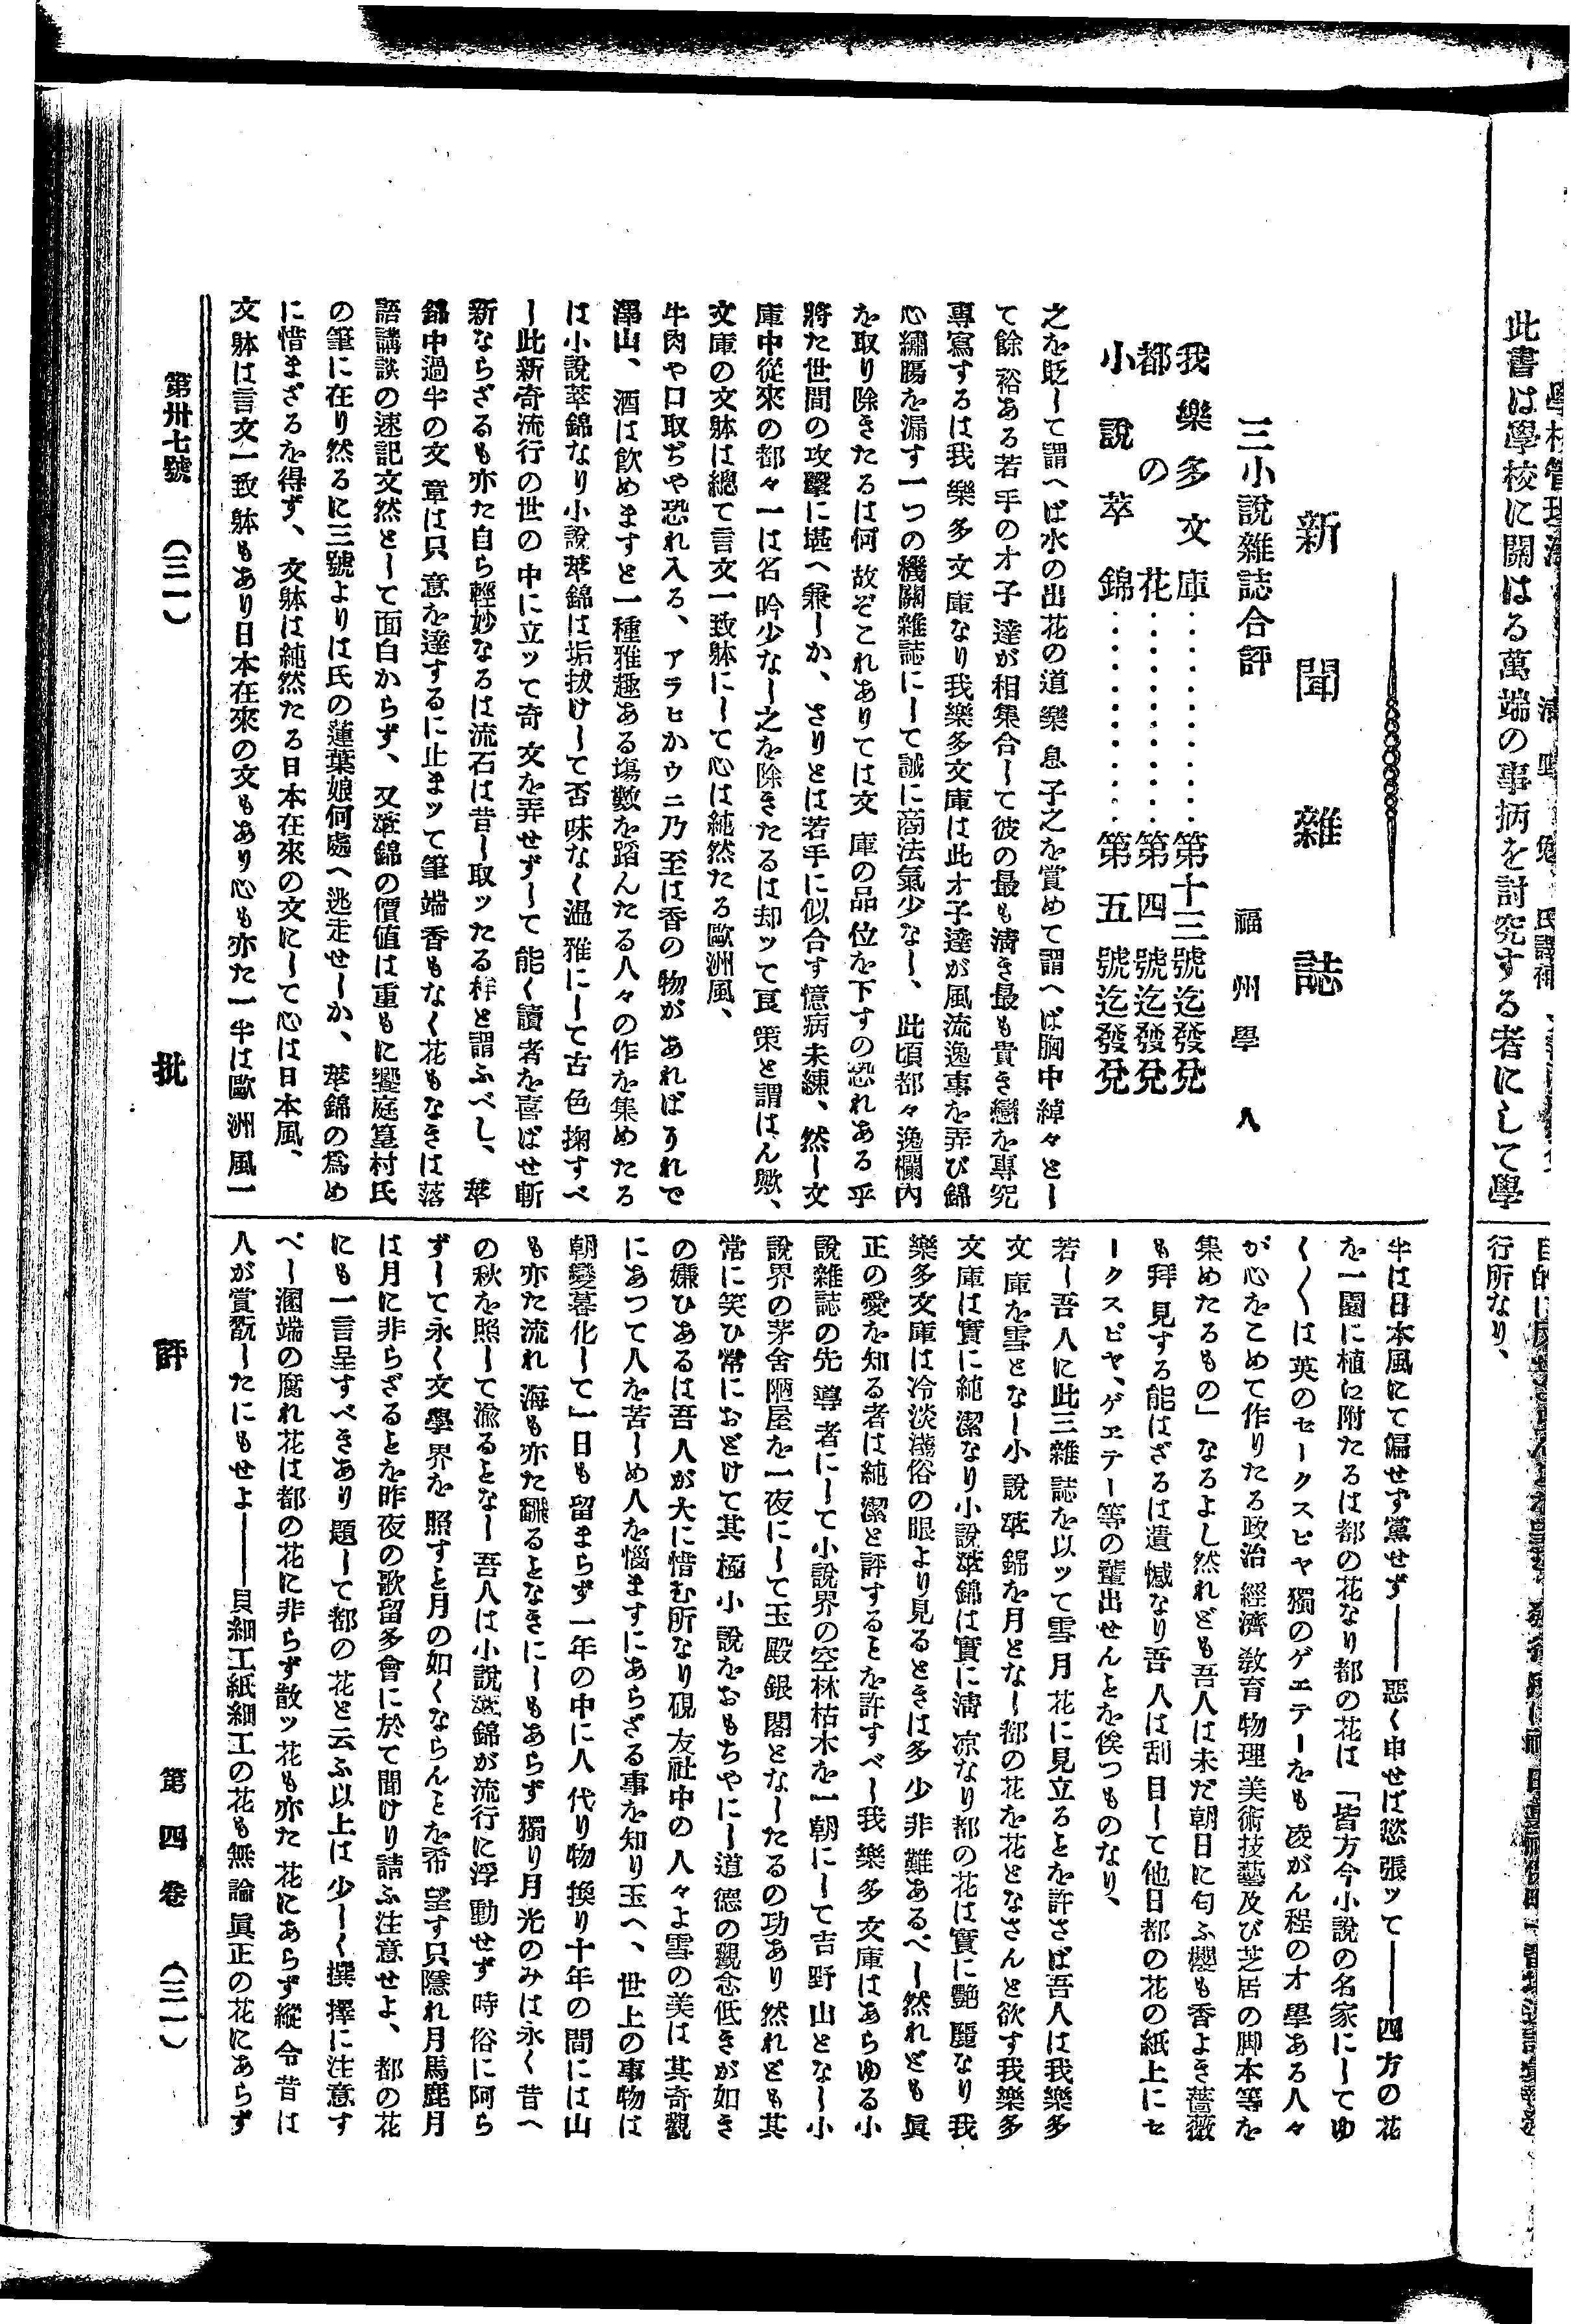 此書は學校に關はる萬端の事柄を討究する者にして學
行所なり、
新聞雜誌
三小說雜誌合評
福州學人
我樂多文庫…………第十三號迄發兌
都の花…………第四號迄發兌
小說萃錦…………第五號迄發兌
之を貶して謂へば水の出花の道樂息子之を賞めて謂へば胸中綽々とし
て餘裕ある若手のオ子達が相集合して彼の最も淸き最も貴き戀を專究
專寫するは我樂多文庫なり我樂多文庫は此オ子達が風流逸事を弄び錦
心繡膓を漏す一つの機關雜誌にして誠に商法氣少なし、此頃都々逸欄內
を取り除きたるは何故ぞこれありては文庫の品位を下すの恐れある乎
將た世間の攻擊に堪へ兼しか、さりとは若手に似合す憶病未練、然し文
庫中從來の都々一は名吟少なし之を除きたるは却ッて良策と謂はん歟、
文庫の文躰は總て言文一致躰にして心は純然たる歐洲風、
牛肉や口取ぢや恐れ入る、アラヒかウニ乃至は香の物があればうれで
澤山、酒は飮めますと一種雅趣ある塲數を踏んたる人々の作を集めたる
は小說萃錦なり小說萃錦は垢拔けして否味なく温雅にして古色掬すべ
し此新奇流行の世の中に立ッて奇文を弄せずして能く讀者を喜ばせ斬
新ならざるも亦た自ら輕妙なるは流石は昔し取ッたる杵と謂ふべし、萃
錦中過半の文章は只意を達するに止まッて筆端香もなく花もなきは落
語講談の速記文然として面白からず、又萃錦の價値は重もに饗庭篁村氏
の筆に在り然るに三號よりは氏の蓮葉娘何處へ逃走せしか、萃錦の爲め
に惜まざるを得ず、文躰は純然たる日本在來の文にして心は日本風、
文躰は言文一致躰もあり日本在來の文もあり心も亦た一半は歐洲風一
半は日本風にて偏せず黨せず――惡く申せば慾張ッて――四方の花
を一園に植に附たるは都の花なり都の花は「皆方今小說の名家にしてゆ
く〱は英のセークスピヤ獨のゲエテーをも凌がん程のオ學ある人々
が心をこめて作りたる政治經濟敎育物理美術技藝及び芝居の脚本等を
集めたるもの」なるよし然れども吾人は未だ朝日に匂ふ櫻も香よき薔薇
も拜見する能はざるは遺憾なり吾人は刮目して他日都の花の紙上にセ
ークスピヤ、ゲエテー等の輩出せんヿを俟つものなり、
若し吾人に此三雜誌を以ッて雪月花に見立るヿを許さば吾人は我樂多
文庫を雪となし小說萃錦を月となし都の花を花となさんと欲す我樂多
文庫は實に純潔なり小說萃錦は實に淸凉なり都の花は實に艷麗なり我
樂多文庫は冷淡淺俗の眼より見るときは多少非難あるべし然れども眞
正の愛を知る者は純潔と評するヿを許すべし我樂多文庫はあらゆる小
說雜誌の先導者にして小說界の空林枯木を一朝にして吉野山となし小
說界の茅舍陋屋を一夜にして玉殿銀閣となしたるの功あり然れども其
常に笑ひ常におどけて其極小說をおもちやにし道德の觀念低きが如き
の嫌ひあるは吾人が大に惜む所なり硯友社中の人々よ雪の美は其奇觀
にあつて人を苦しめ人を惱ますにあらざる事を知り玉へ、世上の事物は
朝變暮化して一日も留まらず一年の中に人代り物換り十年の間には山
も亦た流れ海も亦た飜るヿなきにしもあらず獨り月光のみは永く昔へ
の秋を照して渝るヿなし吾人は小說萃錦が流行に浮動せず時俗に阿ら
ずして永く文學界を照すヿ月の如くならんヿを希望す只隱れ月馬鹿月
は月に非らざるヿを昨夜の歌留多會に於て聞けり請ふ注意せよ、都の花
にも一言呈すべきあり題して都の花と云ふ以上は少しく撰擇に注意す
べし溷端の腐れ花は都の花に非らず散ッ花も亦た花にあらず縱令昔は
人が賞翫したにもせよ――貝細工紙細工の花も無論眞正の花にあらず
第卅七號 (三一) 批評 第四卷 (三一)